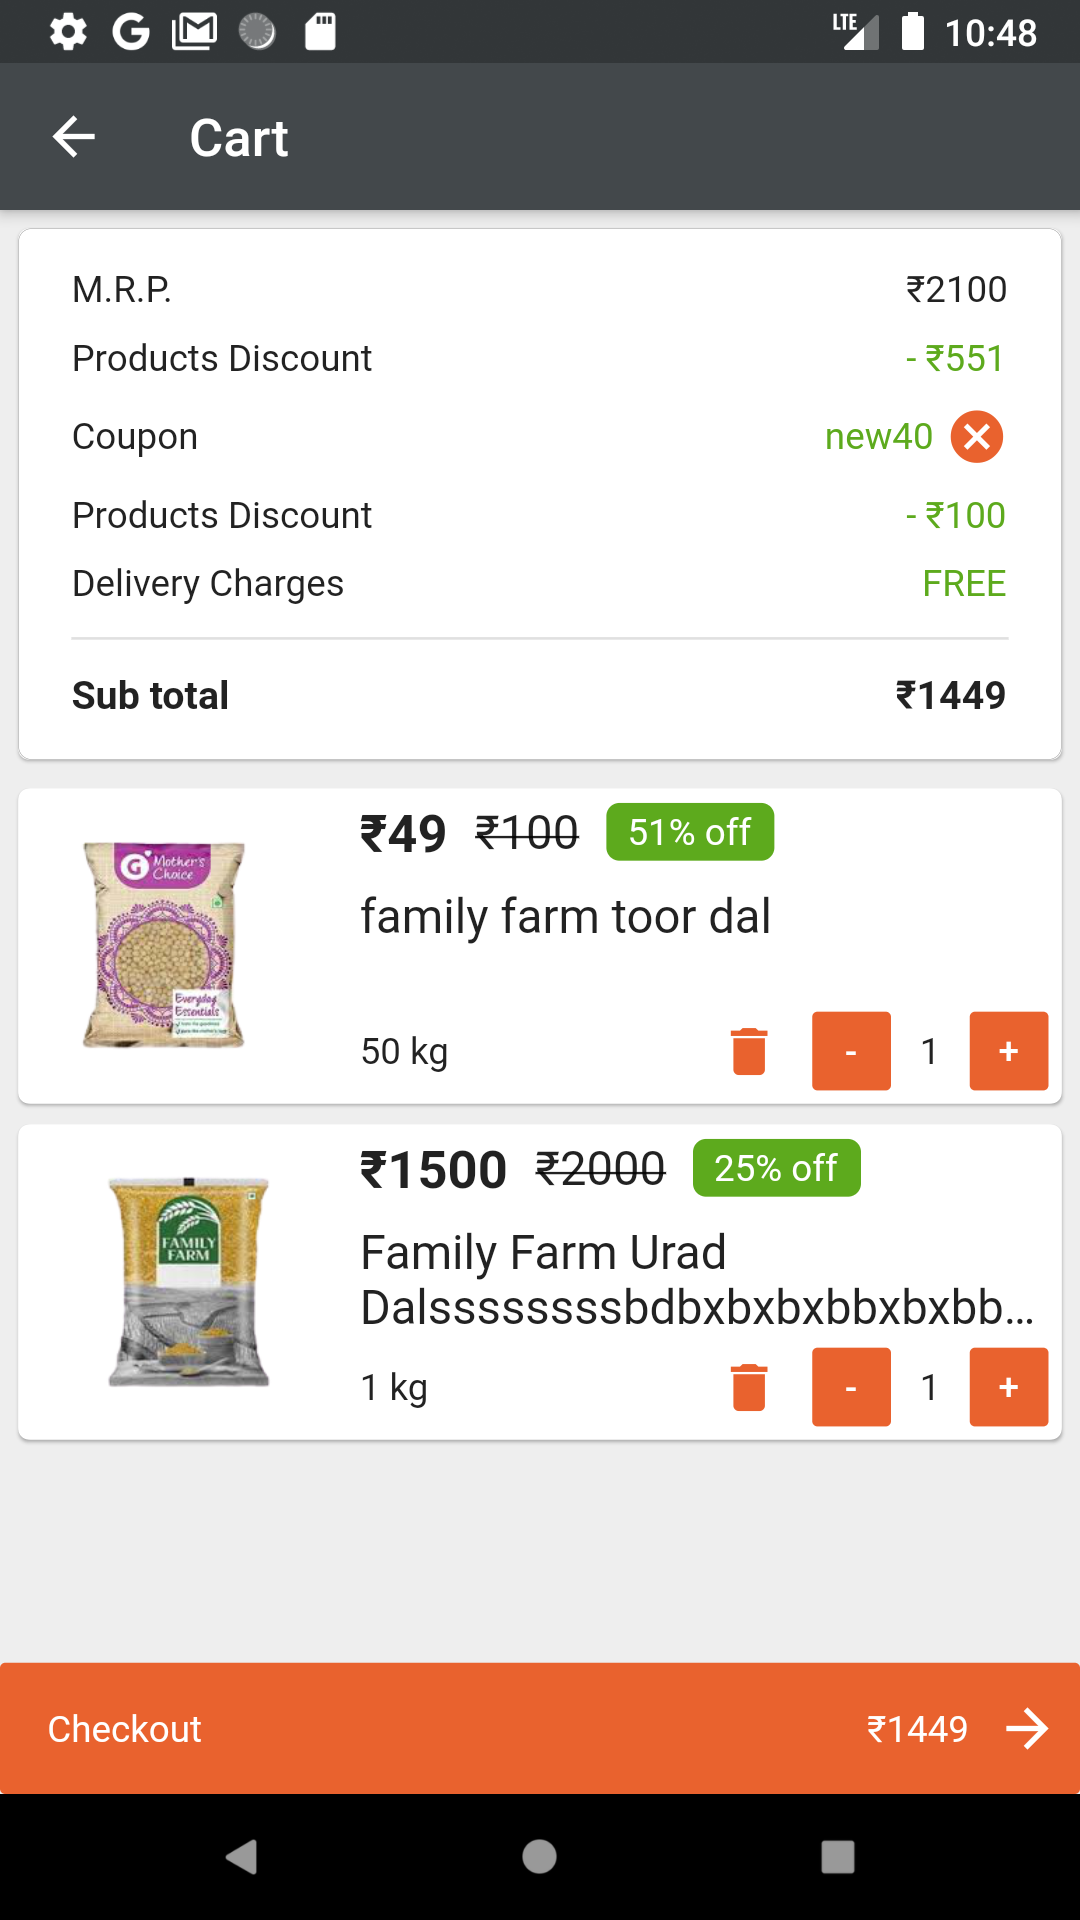 LTE 10:48
Cart
M.R.P. ₹2100
Products Discount - ₹551
Coupon new40
Products Discount - ₹100
Delivery Charges FREE
Sub total ₹1449
₹49 ₹100 51% off
G Mother's
Choice
Everyday
Essentials
family farm toor dal
50 kg - 1 +
₹1500 ₹2000 25% off
FAMILY
FARM
Family Farm Urad
Dalssssssssbdbxbxbxbbxbxbb...
1 kg - 1 +
Checkout ₹1449